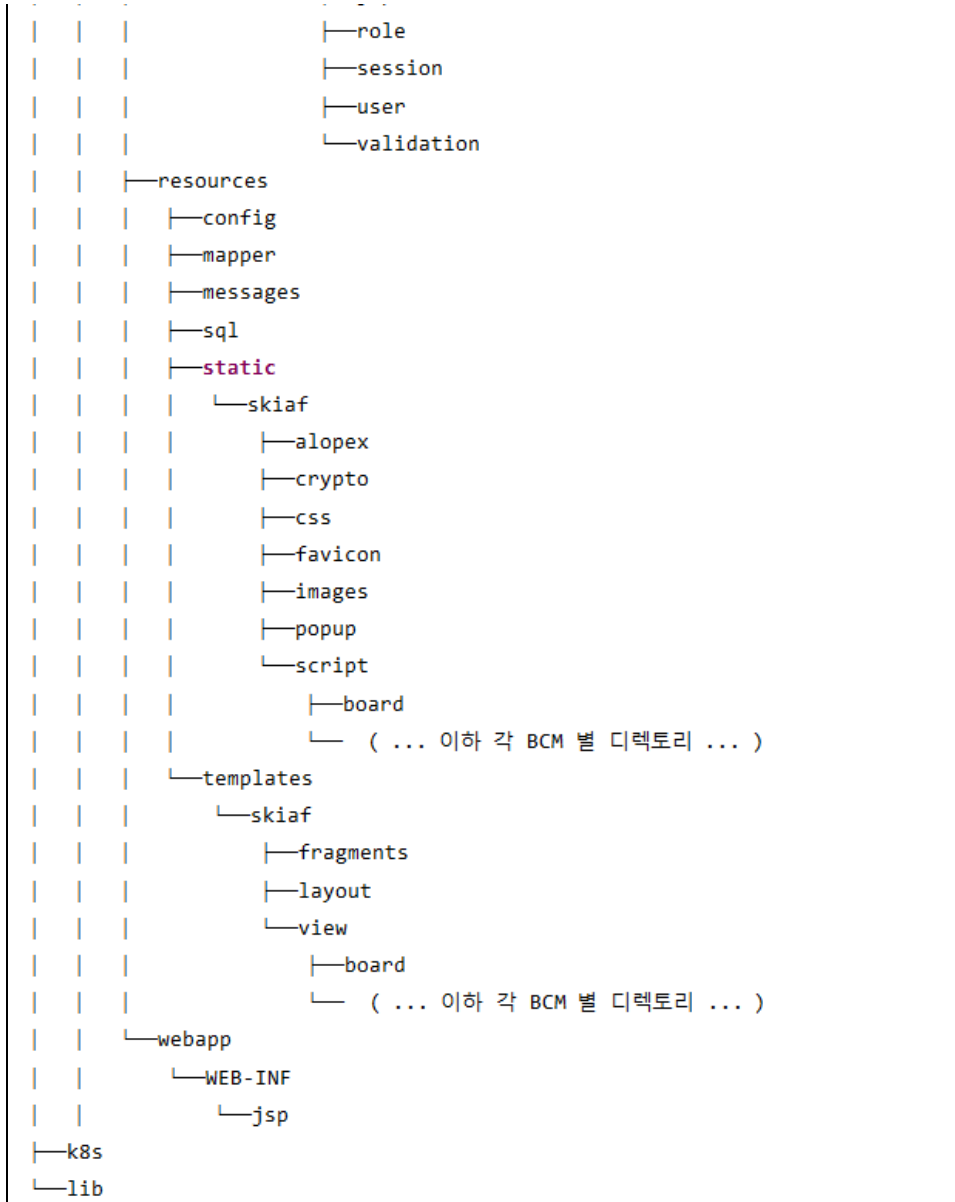 │   │   │               ├──role
│   │   │               ├──session
│   │   │               ├──user
│   │   │               └──validation
│   │   ├──resources
│   │   │   ├──config
│   │   │   ├──mapper
│   │   │   ├──messages
│   │   │   ├──sql
│   │   │   ├──static
│   │   │   │   └──skiaf
│   │   │   │       ├──alopex
│   │   │   │       ├──crypto
│   │   │   │       ├──css
│   │   │   │       ├──favicon
│   │   │   │       ├──images
│   │   │   │       ├──popup
│   │   │   │       └──script
│   │   │   │           ├──board
│   │   │   │           └── ( ... 이하 각 BCM 별 디렉토리 ... )
│   │   │   └──templates
│   │   │       └──skiaf
│   │   │           ├──fragments
│   │   │           ├──layout
│   │   │           └──view
│   │   │               ├──board
│   │   │               └── ( ... 이하 각 BCM 별 디렉토리 ... )
│   │   └──webapp
│   │       └──WEB-INF
│   │           └──jsp
├──k8s
└──lib